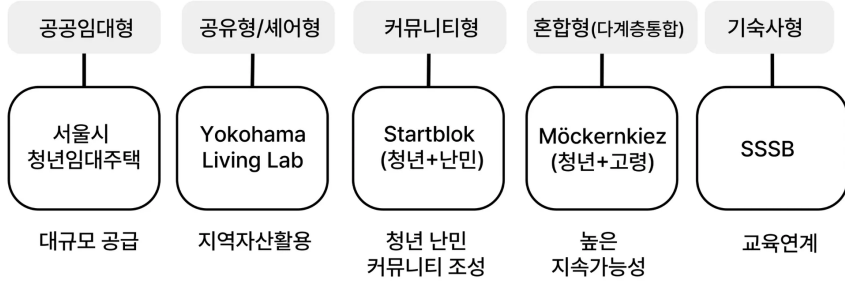 공공임대형
공유형/셰어형
커뮤니티형
혼합형(다계층통합)
기숙사형
서울시
청년임대주택
Yokohama
Living Lab
Startblok
(청년+난민)
Möckernkiez
(청년+고령)
SSSB
대규모 공급
지역자산활용
청년 난민
커뮤니티 조성
높은
지속가능성
교육연계